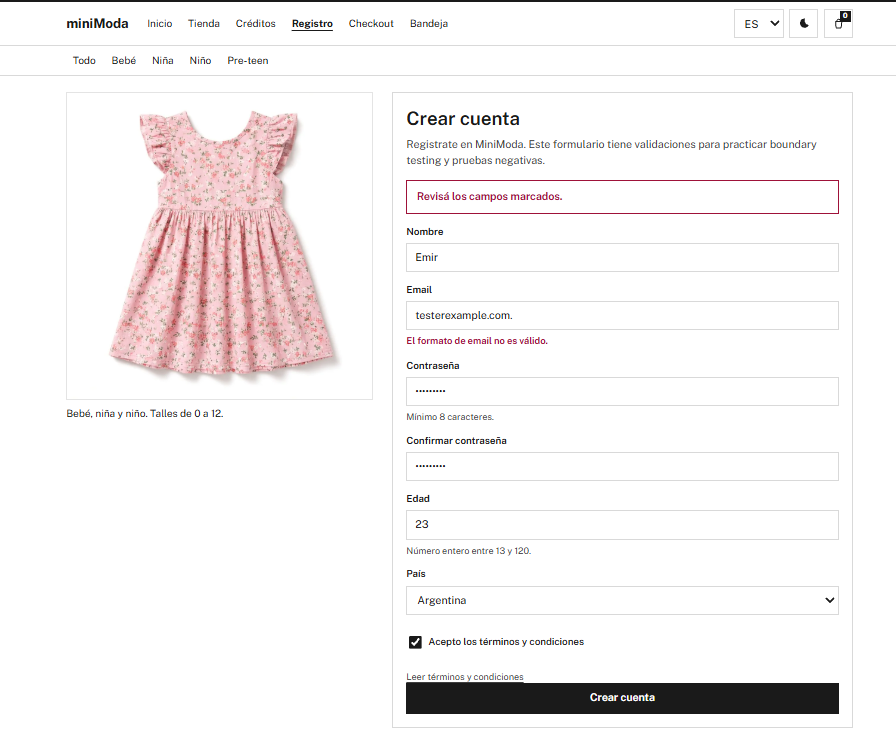 miniModa Inicio Tienda Créditos Registro Checkout Bandeja ES 0
Todo Bebé Niña Niño Pre-teen
Bebé, niña y niño. Talles de 0 a 12.
Crear cuenta
Registrate en MiniModa. Este formulario tiene validaciones para practicar boundary
testing y pruebas negativas.
Revisá los campos marcados.
Nombre
Emir
Email
testerexample.com.
El formato de email no es válido.
Contraseña
•••••••••
Mínimo 8 caracteres.
Confirmar contraseña
•••••••••
Edad
23
Número entero entre 13 y 120.
País
Argentina
Acepto los términos y condiciones
Leer términos y condiciones
Crear cuenta